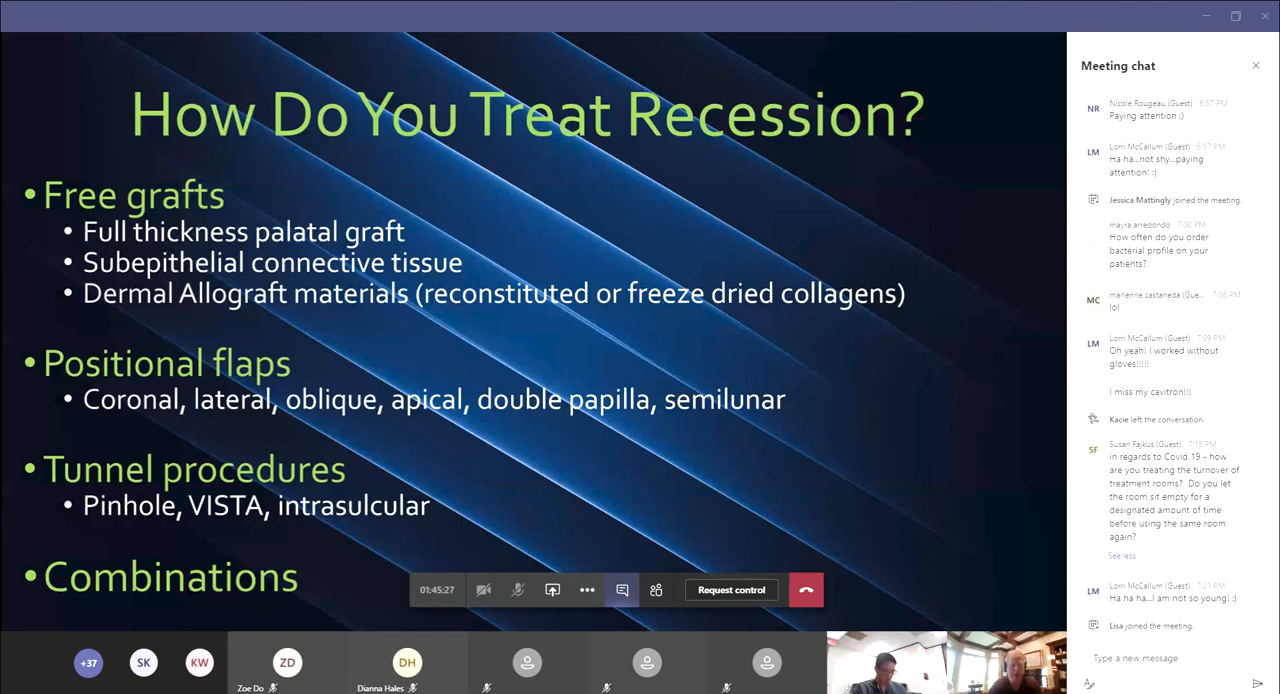 How Do You Treat Recession?
• Free grafts
• Full thickness palatal graft
• Subepithelial connective tissue
• Dermal Allograft materials (reconstituted or freeze dried collagens)
• Positional flaps
• Coronal, lateral, oblique, apical, double papilla, semilunar
• Tunnel procedures
• Pinhole, VISTA, intrasulcular
• Combinations
01:45:27
Request control
+37
SK
KW
ZD
Zoe Do
DH
Dianna Hales
Meeting chat
NR
Nicole Rougeau (Guest) 6:57 PM
Paying attention :)
LM
Lorri McCallum (Guest) 6:57 PM
Ha ha...not shy...paying
attention! :)
Jessica Mattingly joined the meeting.
mayra arredondo 7:00 PM
How often do you order
bacterial profile on your
patients?
MC
marienne castaneda (Gue... 7:08 PM
lol
LM
Lorri McCallum (Guest) 7:09 PM
Oh yeah! I worked without
gloves!!!!!
I miss my cavitron!!!
Kacie left the conversation.
SF
Susan Fajkus (Guest) 7:15 PM
in regards to Covid 19 - how
are you treating the turnover of
treatment rooms? Do you let
the room sit empty for a
designated amount of time
before using the same room
again?
See less
LM
Lorri McCallum (Guest) 7:21 PM
Ha ha ha...I am not so young! :)
Lisa joined the meeting.
Type a new message